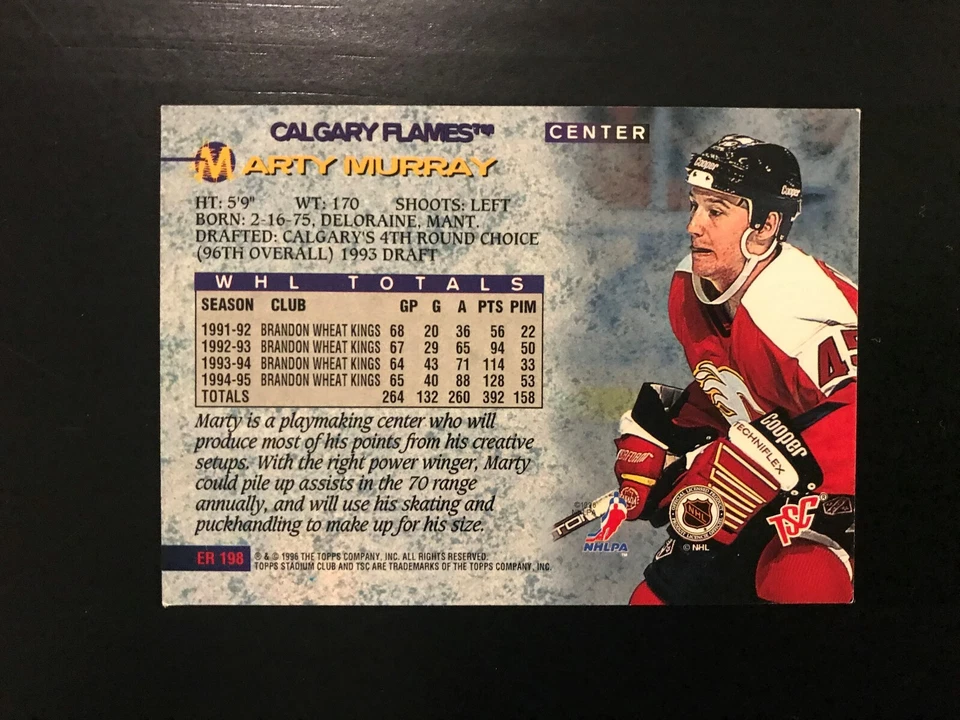 CALGARY FLAMES™
CENTER
MARTY MURRAY
HT: 5'9" WT: 170 SHOOTS: LEFT
BORN: 2-16-75, DELORAINE, MANT.
DRAFTED: CALGARY'S 4TH ROUND CHOICE
(96TH OVERALL) 1993 DRAFT
WHL TOTALS
SEASON CLUB GP G A PTS PIM
1991-92 BRANDON WHEAT KINGS 68 20 36 56 22
1992-93 BRANDON WHEAT KINGS 67 29 65 94 50
1993-94 BRANDON WHEAT KINGS 64 43 71 114 33
1994-95 BRANDON WHEAT KINGS 65 40 88 128 53
TOTALS 264 132 260 392 158
Marty is a playmaking center who will
produce most of his points from his creative
setups. With the right power winger, Marty
could pile up assists in the 70 range
annually, and will use his skating and
puckhandling to make up for his size.
ER 198
® & © 1996 THE TOPPS COMPANY, INC. ALL RIGHTS RESERVED.
TOPPS STADIUM CLUB AND TSC ARE TRADEMARKS OF THE TOPPS COMPANY, INC.
Cooper
Cooper
Cooper
TECHNIFLEX
NHLPA
NHL
© NHL
TSC®